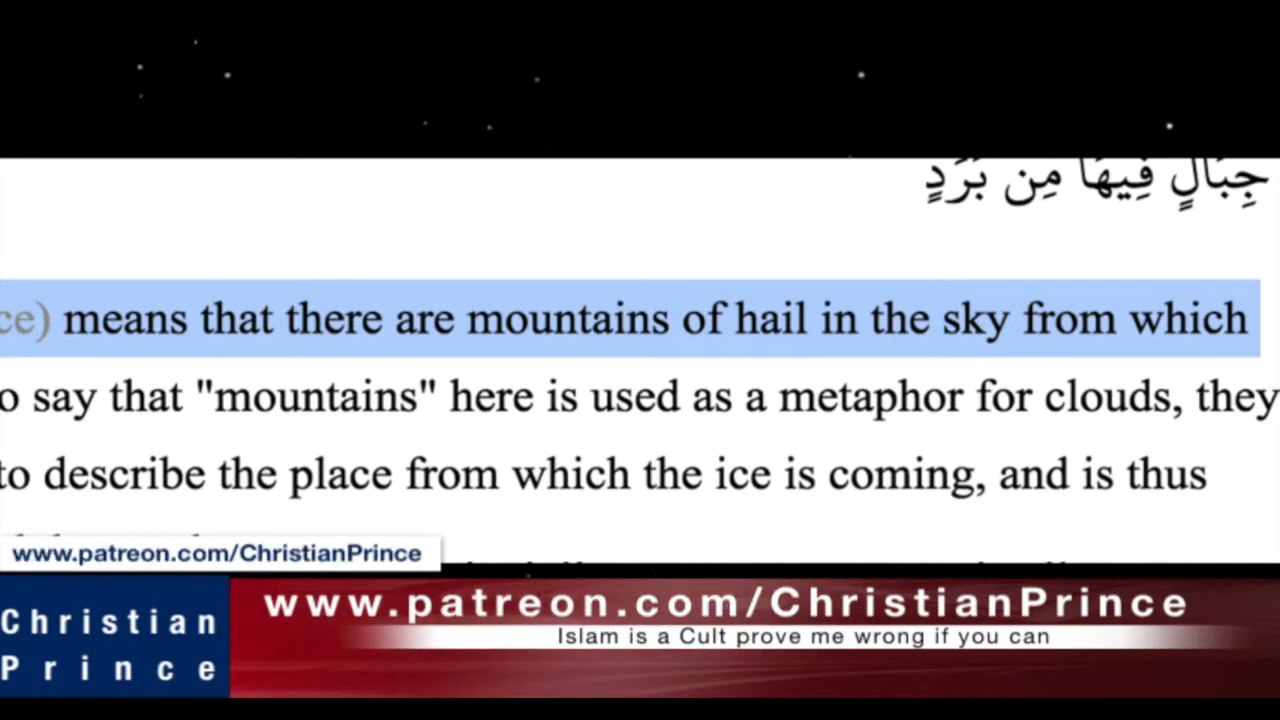 جِبَالٍ فِيهَا مِن بَرَدٍ
ce) means that there are mountains of hail in the sky from which
o say that "mountains" here is used as a metaphor for clouds, they
to describe the place from which the ice is coming, and is thus
www.patreon.com/ChristianPrince
Christian
Prince
www.patreon.com/ChristianPrince
Islam is a Cult prove me wrong if you can